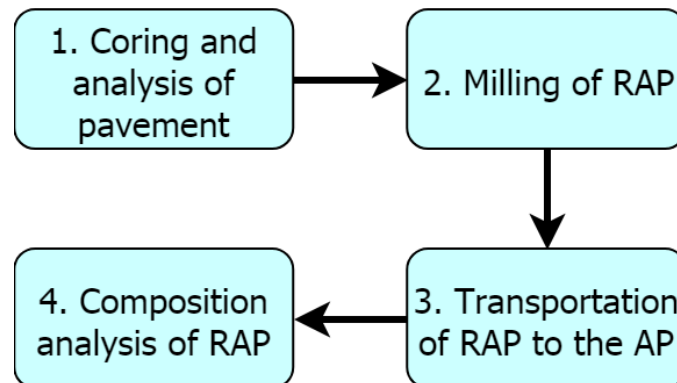 1. Coring and
analysis of
pavement
2. Milling of RAP
3. Transportation
of RAP to the AP
4. Composition
analysis of RAP